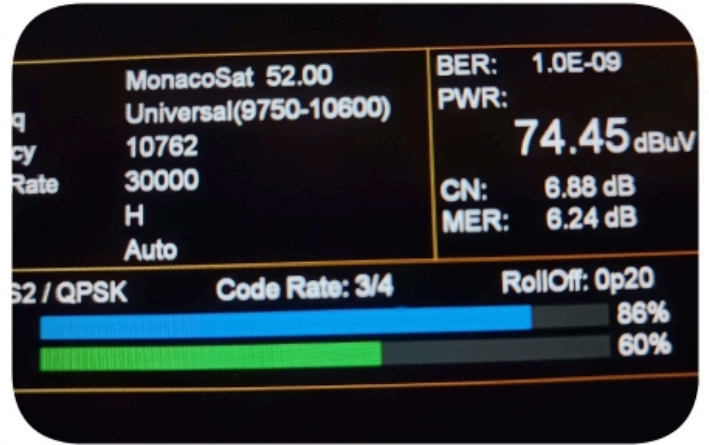 MonacoSat 52.00
q Universal(9750-10600)
cy 10762
Rate 30000
H
Auto
BER: 1.0E-09
PWR:
74.45 dBuV
CN: 6.88 dB
MER: 6.24 dB
S2 / QPSK Code Rate: 3/4 RollOff: 0p20
86%
60%